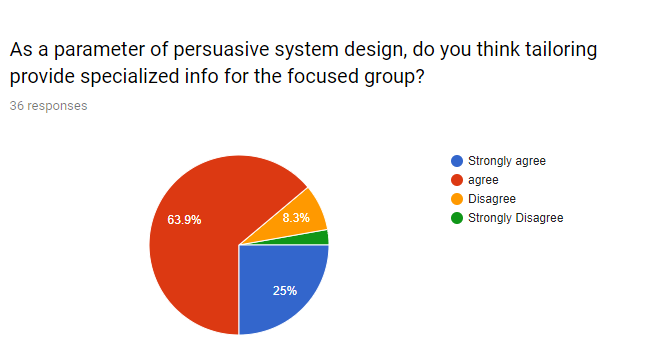 As a parameter of persuasive system design, do you think tailoring
provide specialized info for the focused group?
36 responses
Strongly agree
agree
Disagree
Strongly Disagree
63.9%
8.3%
25%